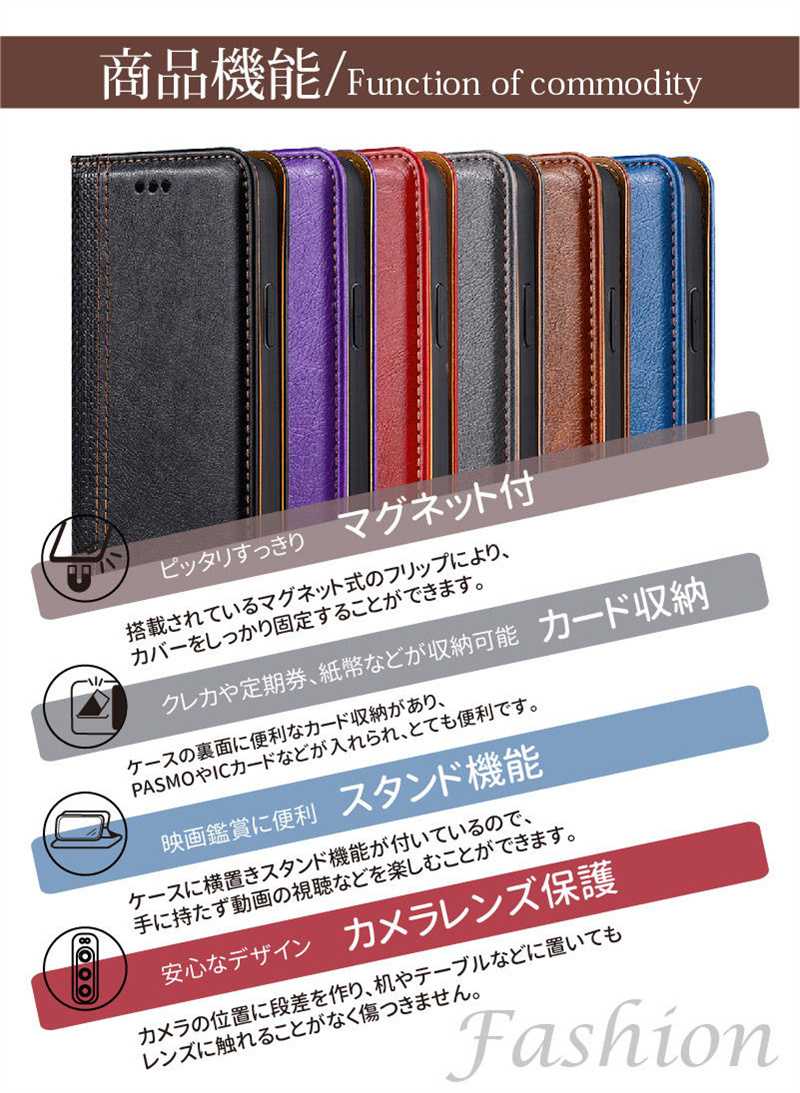 商品機能/Function of commodity
ピッタリすっきり マグネット付
搭載されているマグネット式のフリップにより、
カバーをしっかり固定することができます。
クレカや定期券、紙幣などが収納可能 カード収納
ケースの裏面に便利なカード収納があり、
PASMOやICカードなどが入れられ、とても便利です。
映画鑑賞に便利 スタンド機能
ケースに横置きスタンド機能が付いているので、
手に持たず動画の視聴などを楽しむことができます。
安心なデザイン カメラレンズ保護
カメラの位置に段差を作り、机やテーブルなどに置いても
レンズに触れることがなく傷つきません。
Fashion